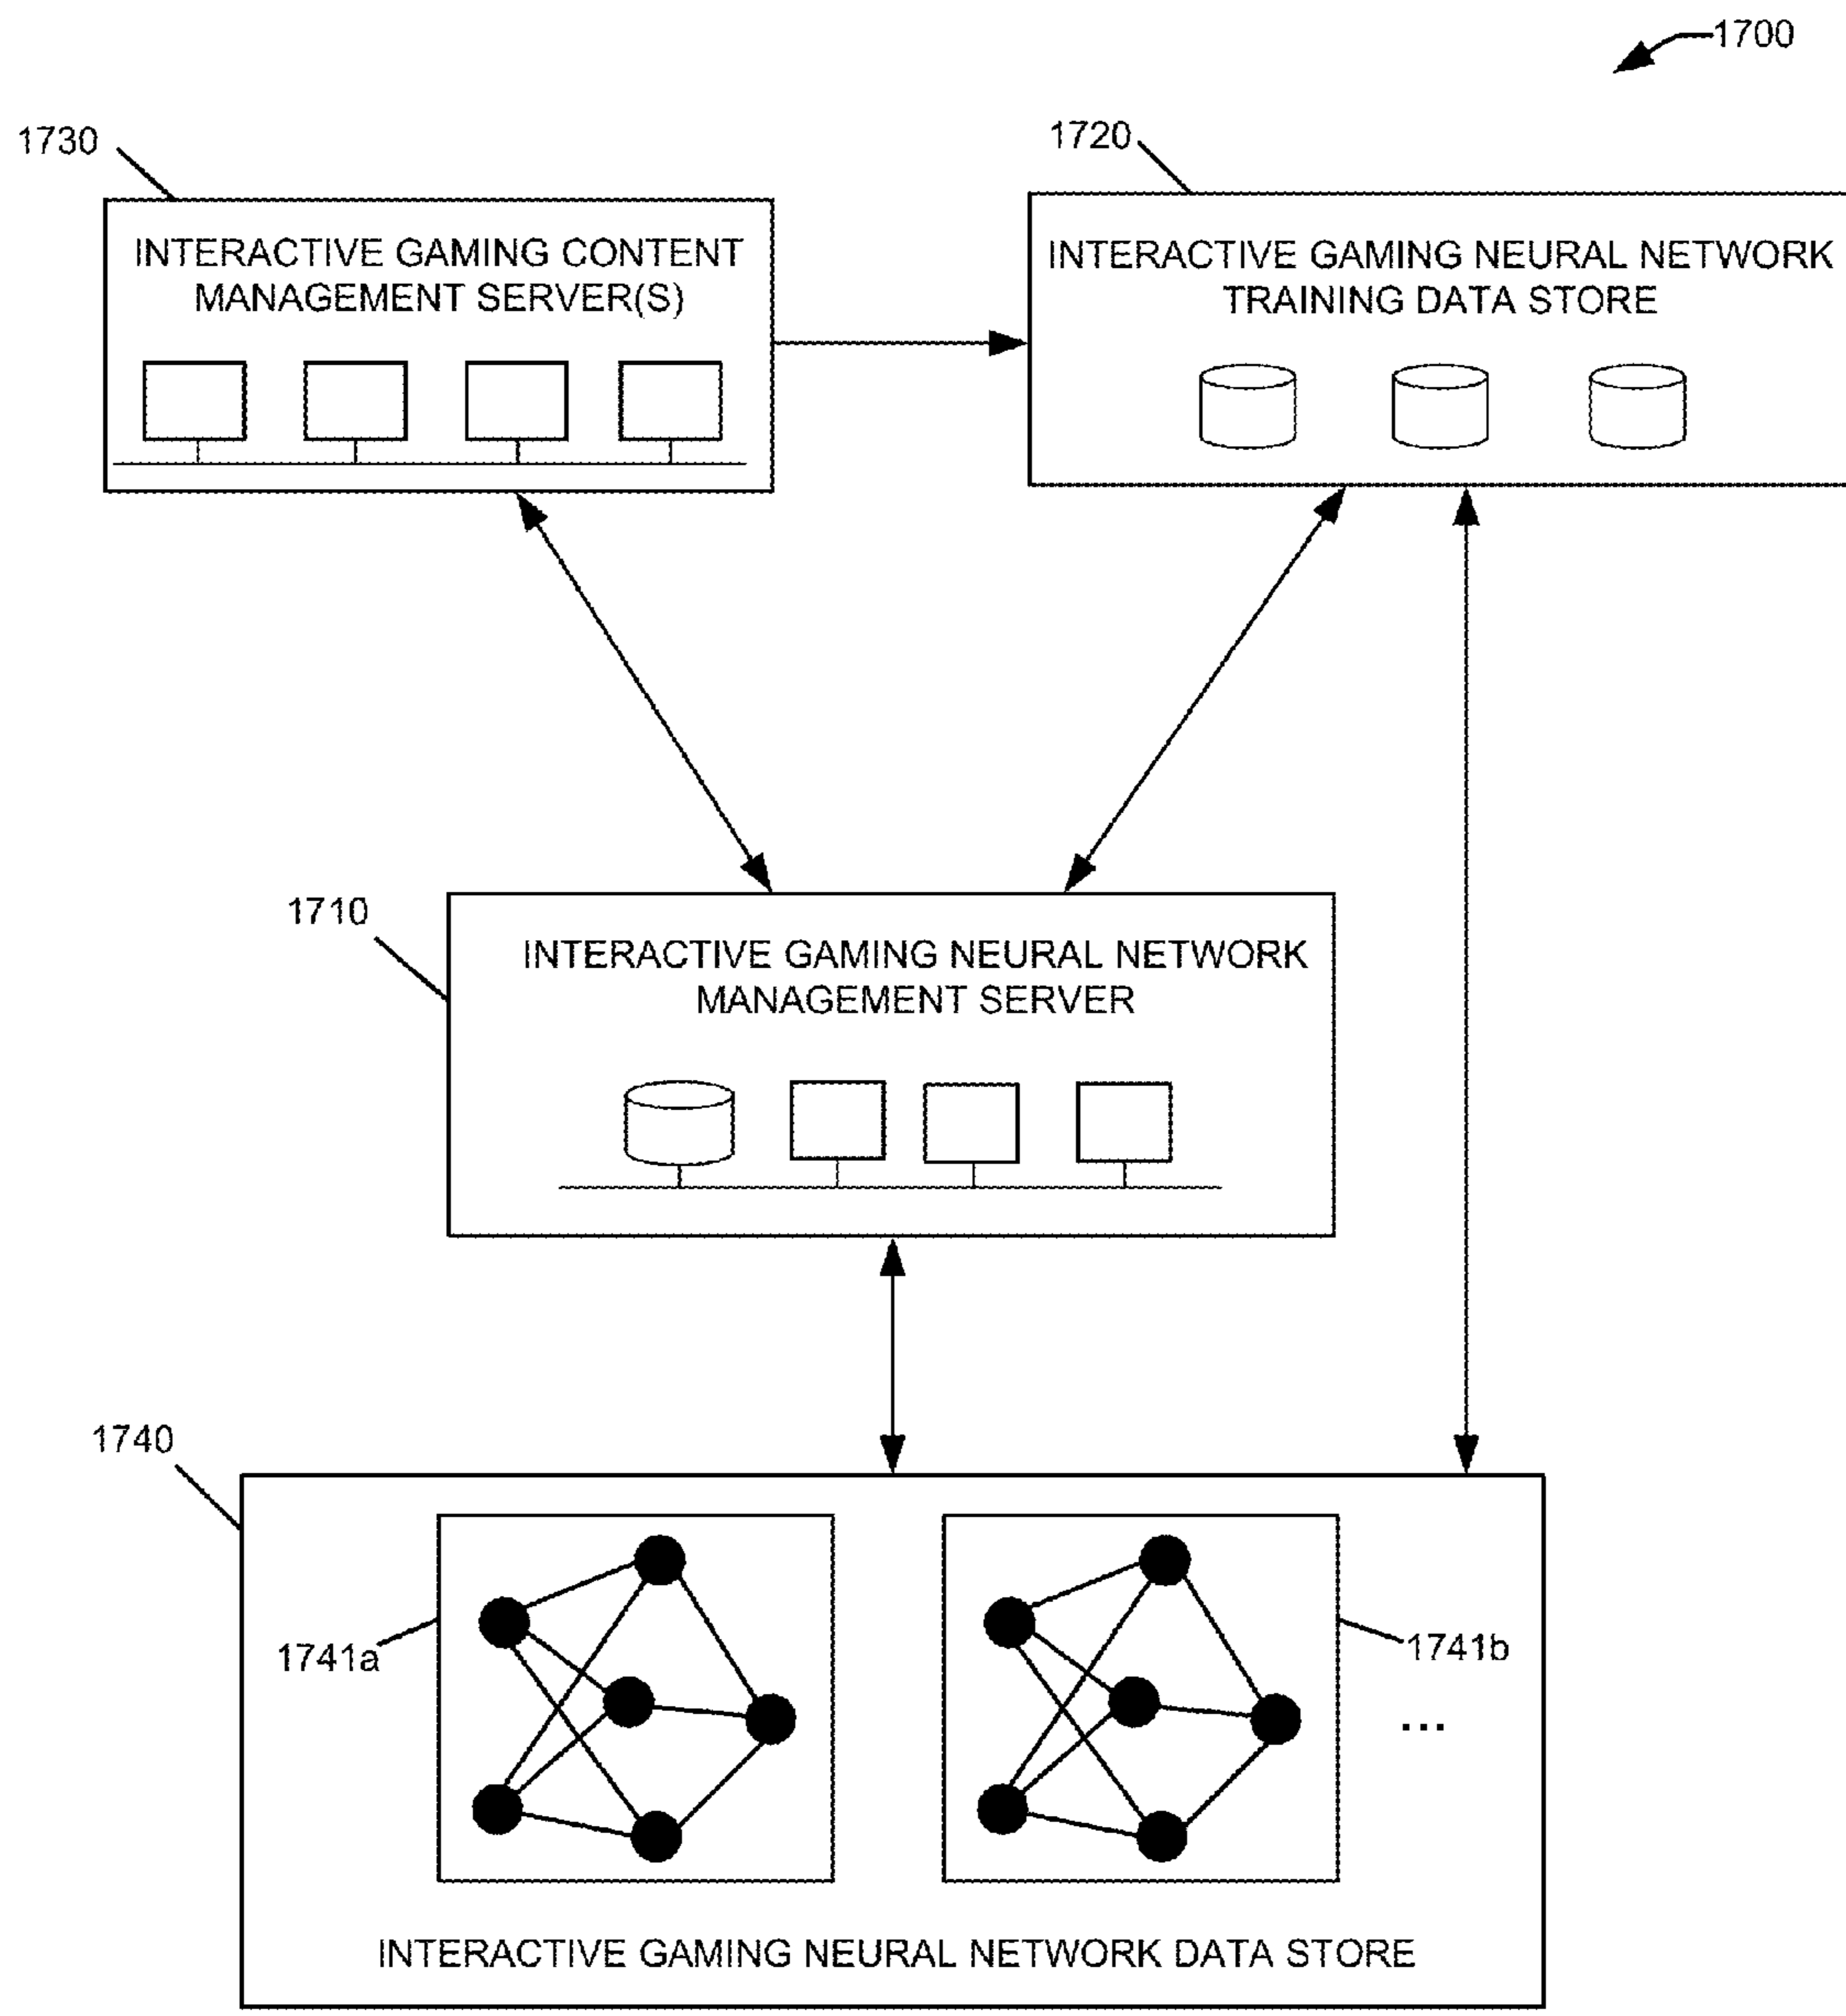 1700
1730
1720
INTERACTIVE GAMING CONTENT
MANAGEMENT SERVER(S)
INTERACTIVE GAMING NEURAL NETWORK
TRAINING DATA STORE
1710
INTERACTIVE GAMING NEURAL NETWORK
MANAGEMENT SERVER
1740
1741a
1741b
...
INTERACTIVE GAMING NEURAL NETWORK DATA STORE